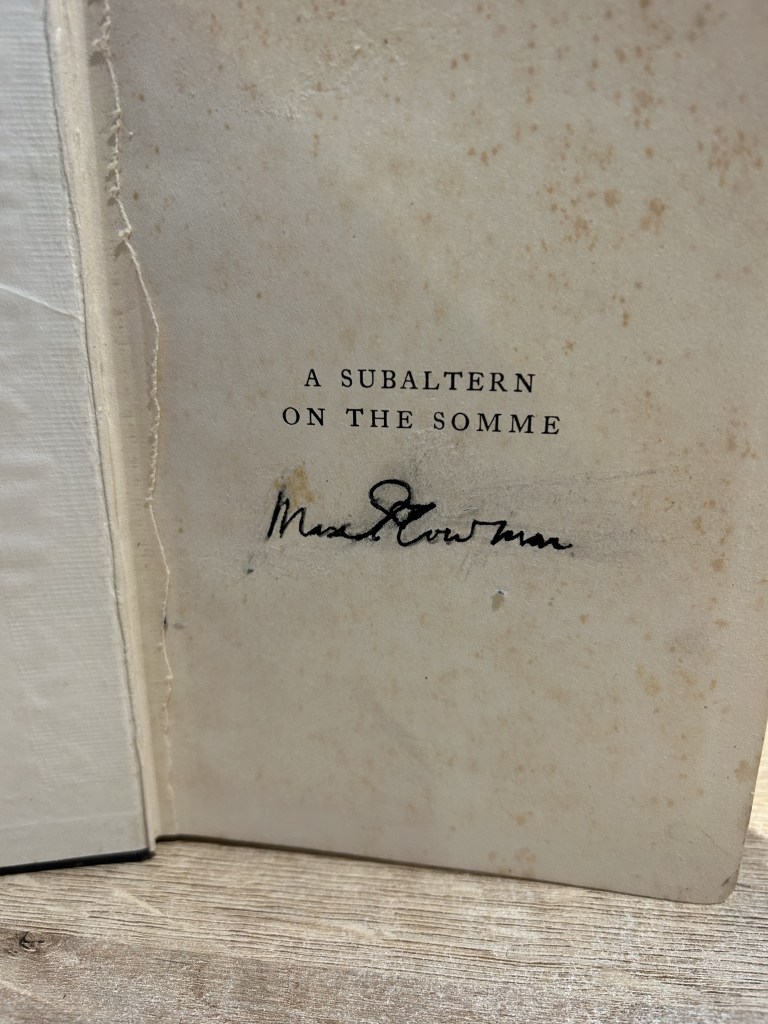 A SUBALTERN
ON THE SOMME
Max Plowman